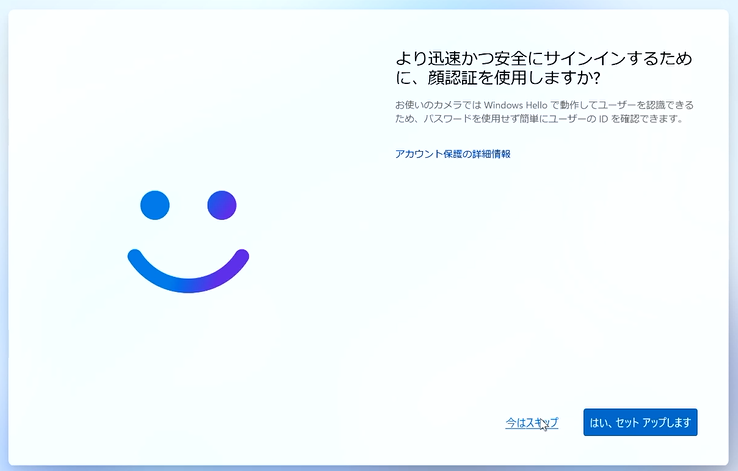 より迅速かつ安全にサインインするため
に、顔認証を使用しますか?
お使いのカメラでは Windows Hello で動作してユーザーを認識できる
ため、パスワードを使用せず簡単にユーザーの ID を確認できます。
アカウント保護の詳細情報
今はスキップ
はい、セット アップします